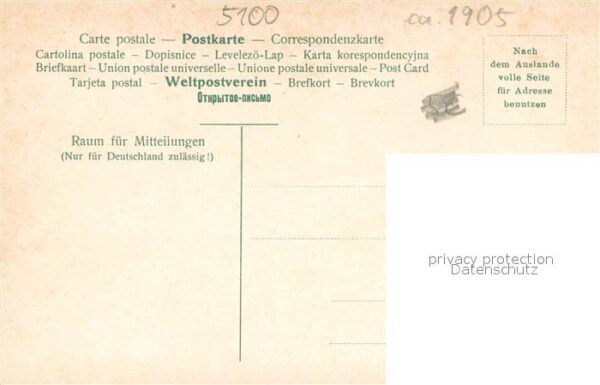 5100
ca. 1905
Carte postale — Postkarte — Correspondenzkarte
Cartolina postale – Dopisnice – Levelező-Lap – Karta korespondencyjna
Briefkaart – Union postale universelle – Unione postale universale – Post Card
Tarjeta postal – Weltpostverein – Brefkort – Brevkort
Открытое-письмо
Nach
dem Auslande
volle Seite
für Adresse
benutzen
Raum für Mitteilungen
(Nur für Deutschland zulässig!)
privacy protection
Datenschutz